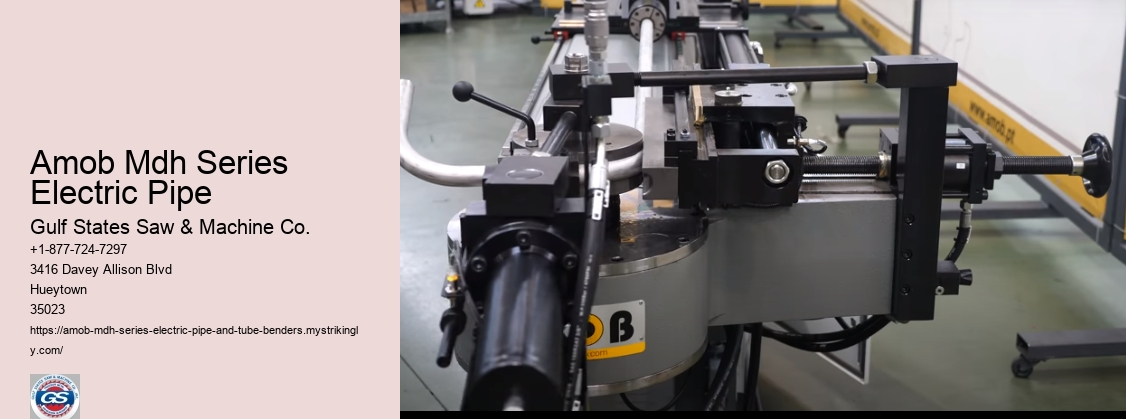 Amob Mdh Series
Electric Pipe
Gulf States Saw & Machine Co.
+1-877-724-7297
3416 Davey Allison Blvd
Hueytown
35023
https://amob-mdh-series-electric-pipe-and-tube-benders.mystrikingl
y.com/
GS
www.amob.pt
OB
.com